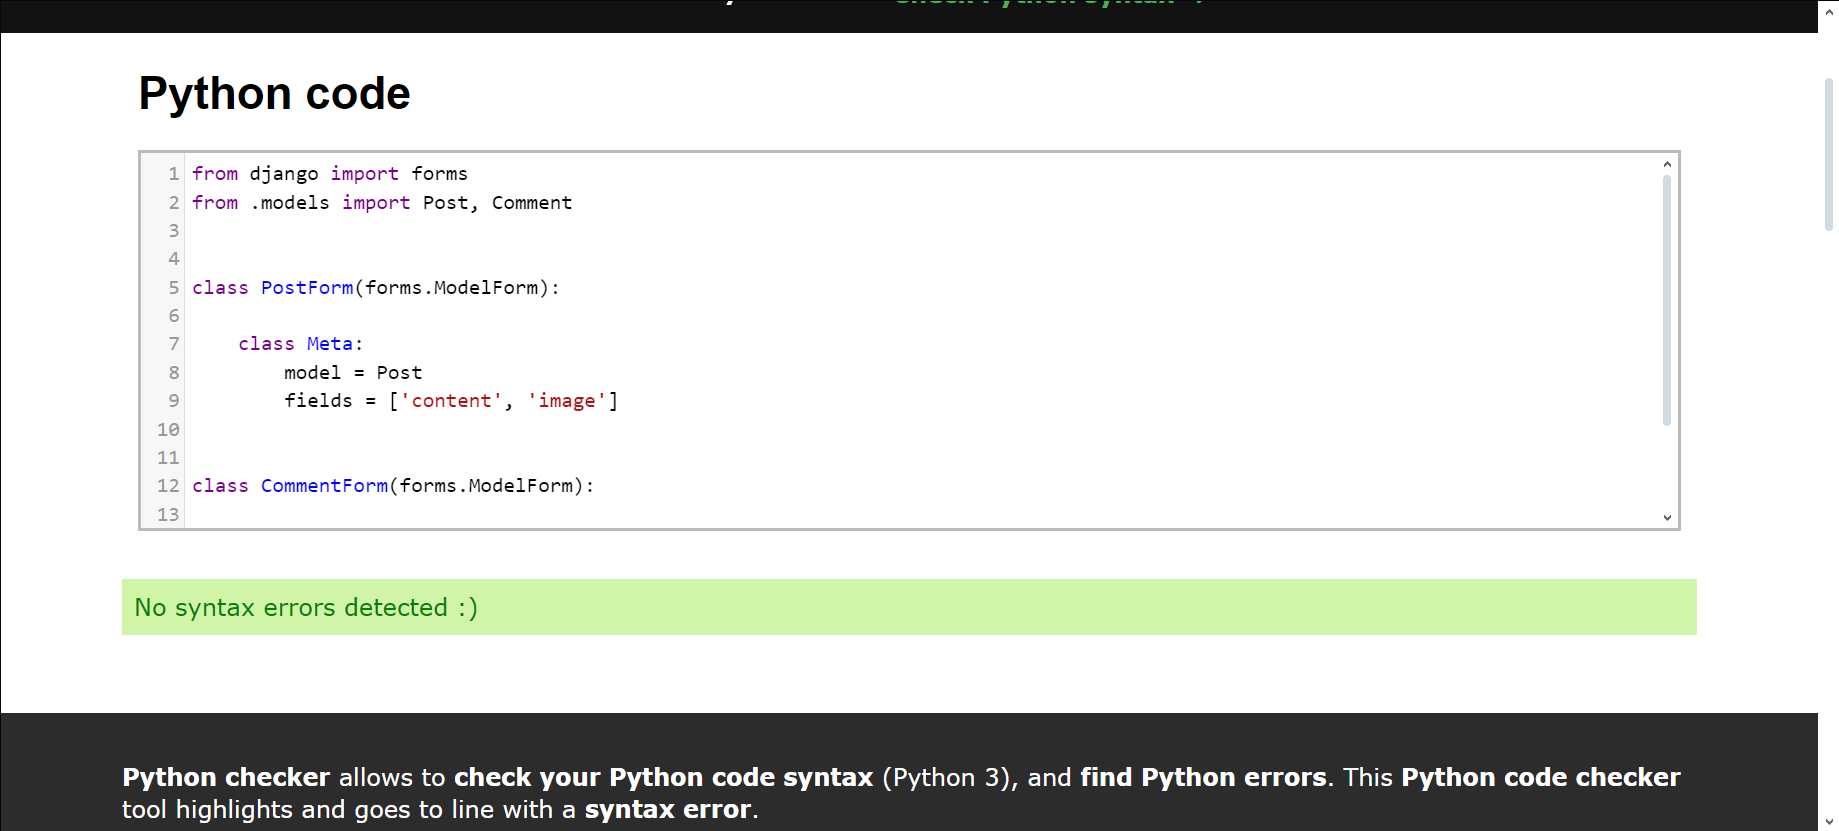 Python code
1 from django import forms
2 from .models import Post, Comment
3
4
5 class PostForm(forms.ModelForm):
6
7     class Meta:
8         model = Post
9         fields = ['content', 'image']
10
11
12 class CommentForm(forms.ModelForm):
13
No syntax errors detected :)
Python checker allows to check your Python code syntax (Python 3), and find Python errors. This Python code checker
tool highlights and goes to line with a syntax error.